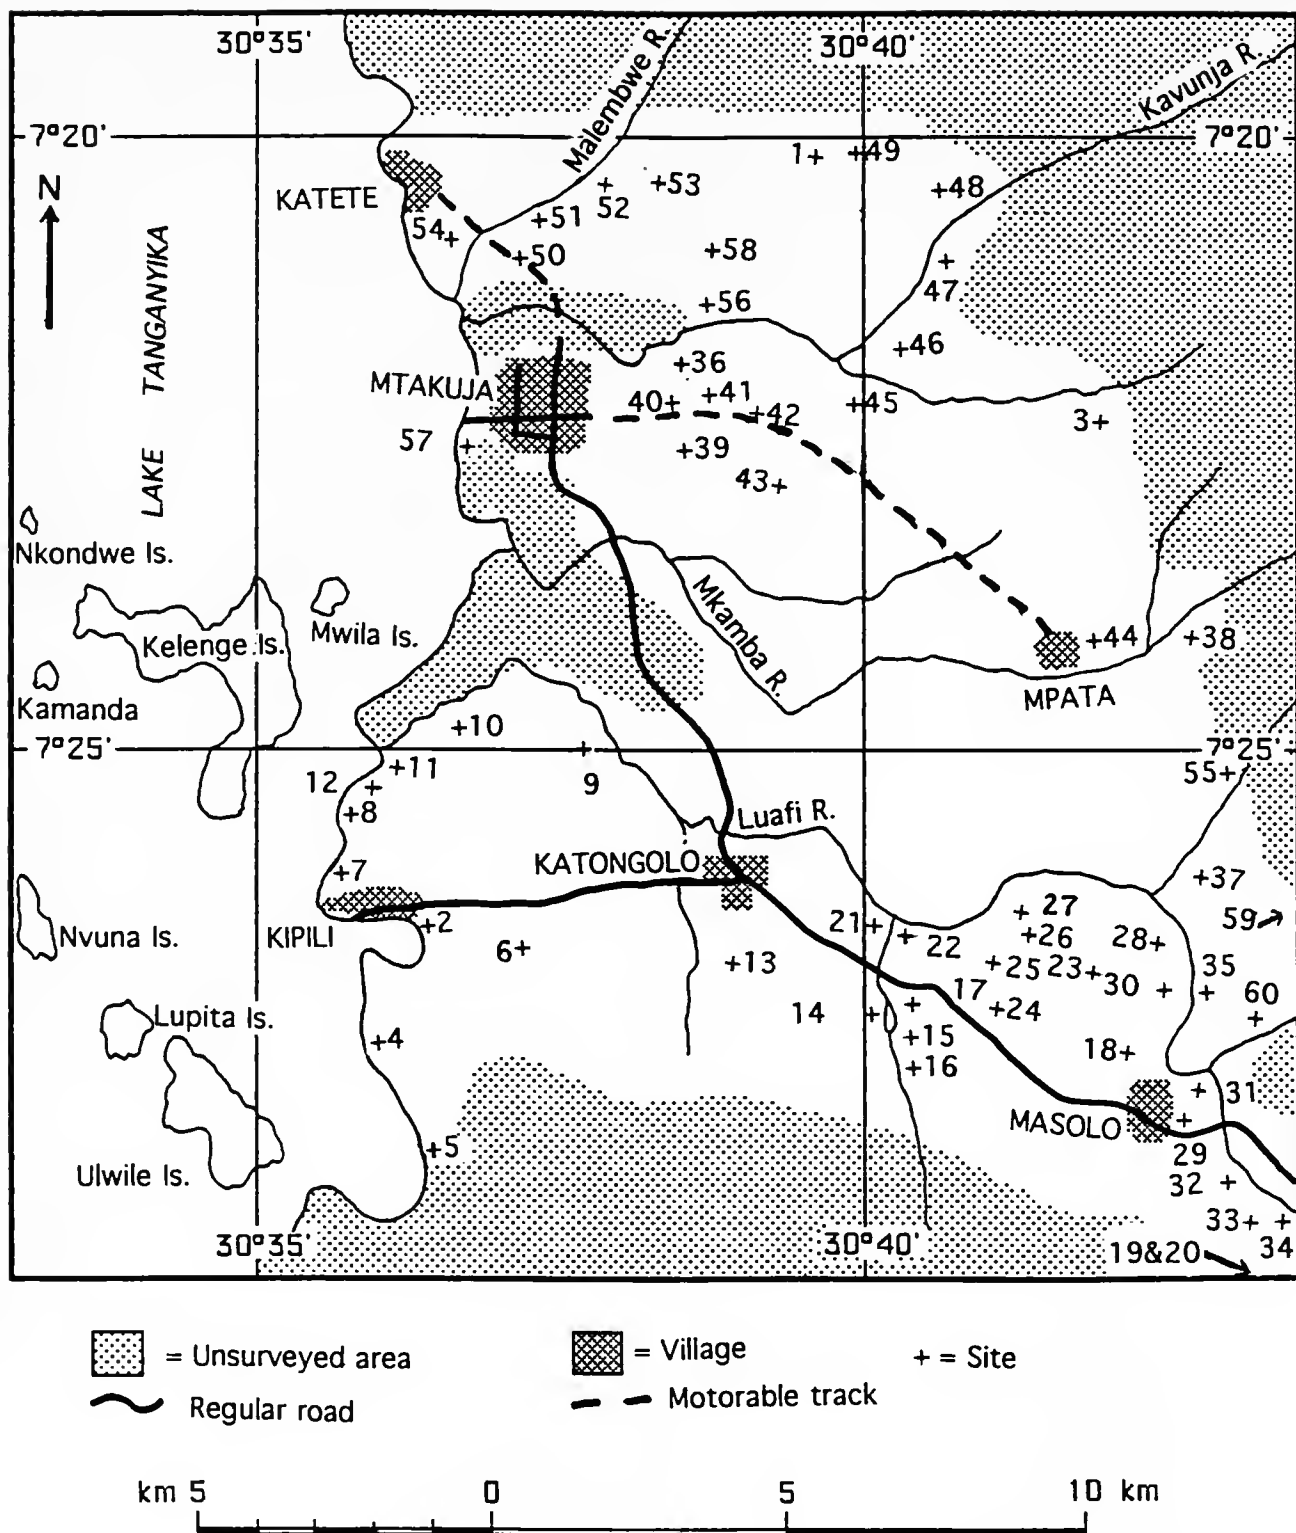 30°35' 30°40'
Malembwe R.
Kavunja R.
7°20' 7°20'
1+ +49
N
KATETE
+53
+48
52
+51
54+
+50
+58
47
LAKE TANGANYIKA
+56
+46
+36
MTAKUJA
40+ +41
+42
+45
3+
57
+39
43+
Nkondwe Is.
Mwila Is.
Kelenge Is.
Mkamba R.
+44 +38
Kamanda
MPATA
+10
7°25' 7°25'
+11
12
9
55+
+8
Luafi R.
KATONGOLO
+7
+37
27
59
21+
+2
22
+26
28+
Nvuna Is.
KIPILI
6+
+13
+25 23+
35
17
30
60
14
+24
Lupita Is.
+4
+15
18+
+16
31
MASOLO
+5
29
Ulwile Is.
32 +
33+
34
30°35' 30°40'
19&20
= Unsurveyed area
= Village
+ = Site
Regular road
Motorable track
km 5 0 5 10 km